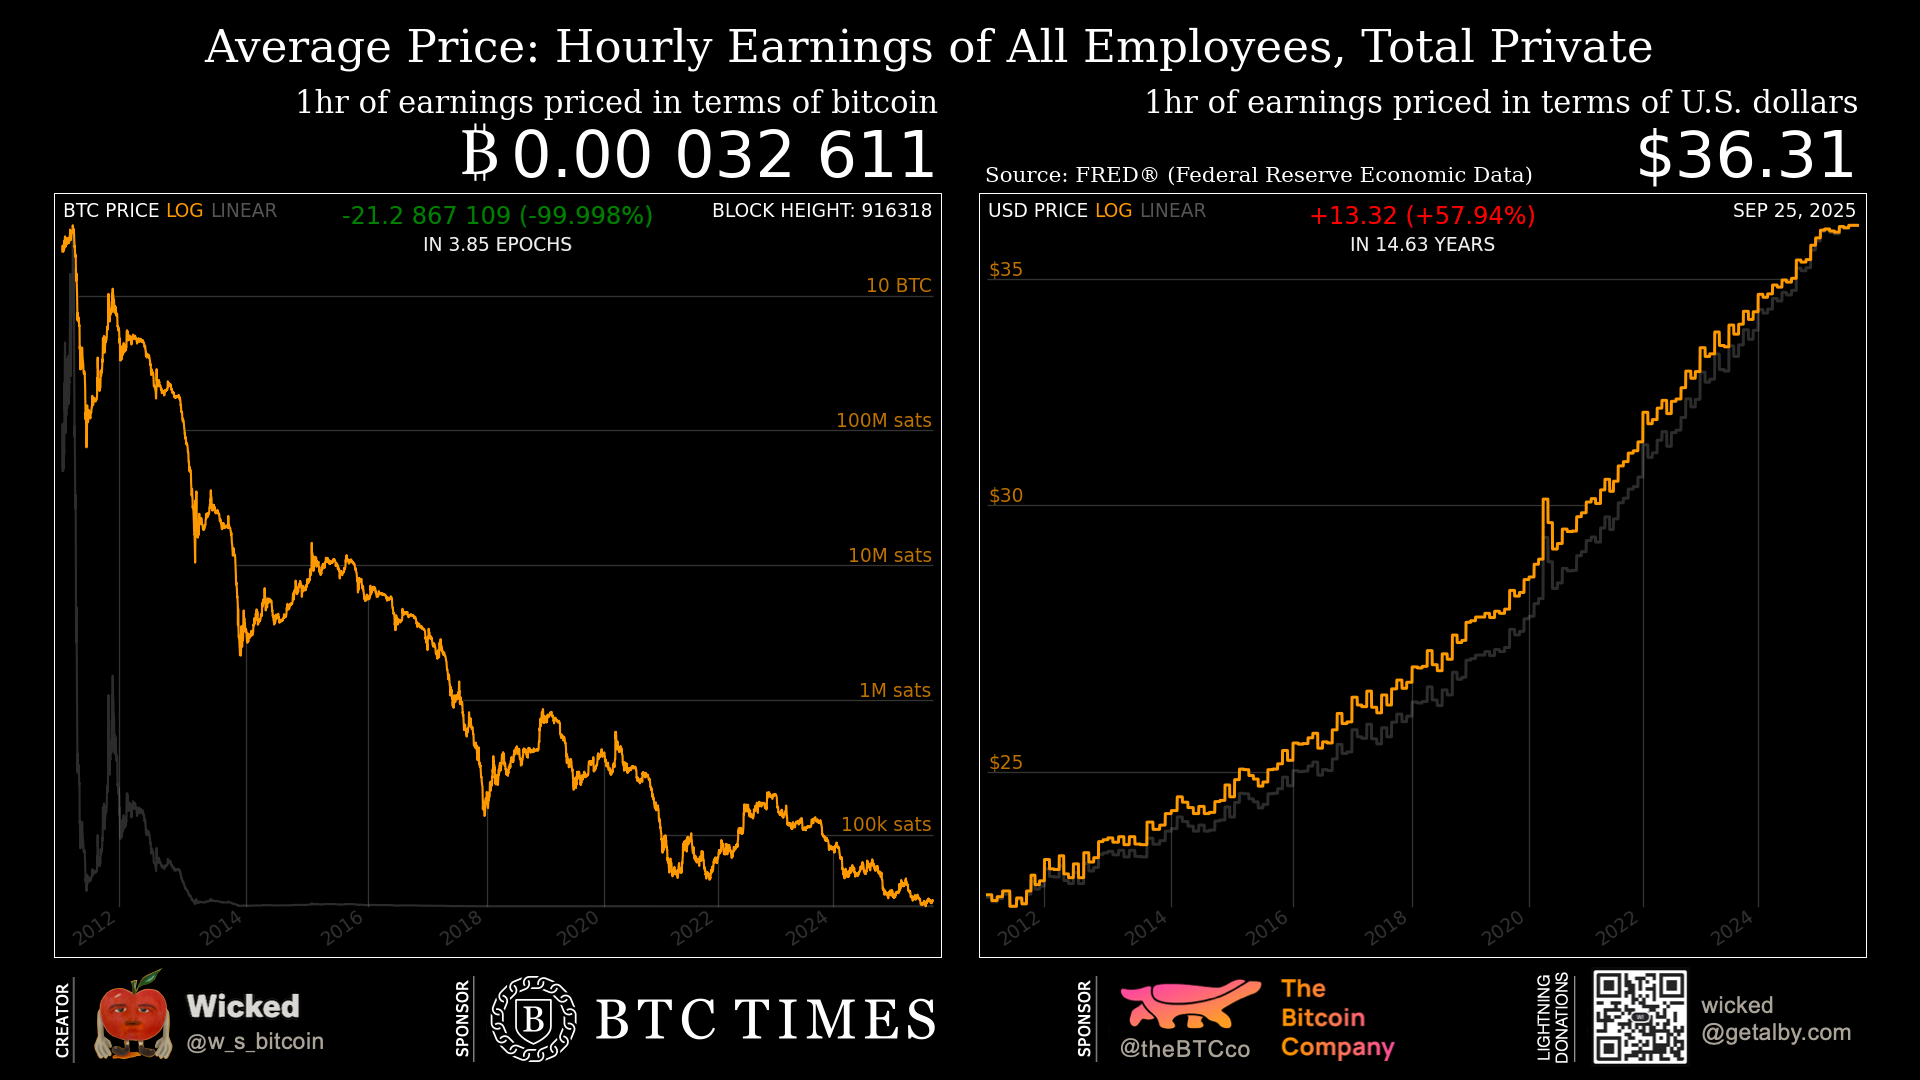 Average Price: Hourly Earnings of All Employees, Total Private
1hr of earnings priced in terms of bitcoin
₿ 0.00 032 611
BTC PRICE LOG LINEAR
-21.2 867 109 (-99.998%)
IN 3.85 EPOCHS
BLOCK HEIGHT: 916318
10 BTC
100M sats
10M sats
1M sats
100k sats
2012
2014
2016
2018
2020
2022
2024
1hr of earnings priced in terms of U.S. dollars
$36.31
Source: FRED® (Federal Reserve Economic Data)
USD PRICE LOG LINEAR
+13.32 (+57.94%)
IN 14.63 YEARS
SEP 25, 2025
$35
$30
$25
2012
2014
2016
2018
2020
2022
2024
CREATOR
Wicked
@w_s_bitcoin
SPONSOR
B
BTC TIMES
SPONSOR
@theBTCco
The
Bitcoin
Company
LIGHTNING
DONATIONS
wicked
@getalby.com